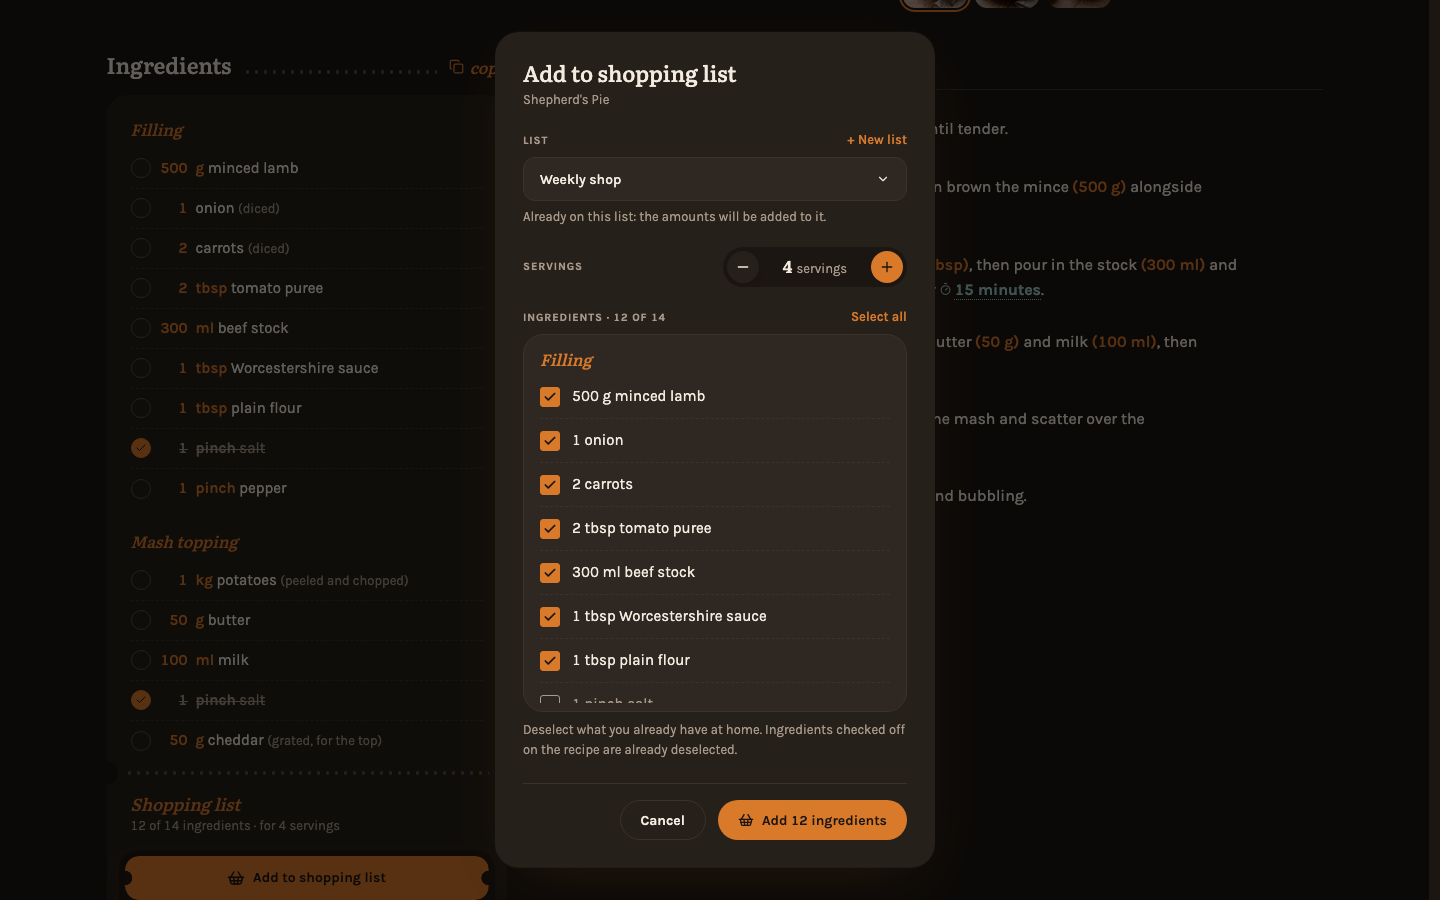 Ingredients
Filling
500 g minced lamb
1 onion (diced)
2 carrots (diced)
2 tbsp tomato puree
300 ml beef stock
1 tbsp Worcestershire sauce
1 tbsp plain flour
1 pinch salt
1 pinch pepper
Mash topping
1 kg potatoes (peeled and chopped)
50 g butter
100 ml milk
1 pinch salt
50 g cheddar (grated, for the top)
Shopping list
12 of 14 ingredients · for 4 servings
Add to shopping list
Add to shopping list
Shepherd's Pie
LIST
+ New list
Weekly shop
Already on this list: the amounts will be added to it.
SERVINGS
− 4 servings +
INGREDIENTS · 12 OF 14
Select all
Filling
500 g minced lamb
1 onion
2 carrots
2 tbsp tomato puree
300 ml beef stock
1 tbsp Worcestershire sauce
1 tbsp plain flour
1 pinch salt
Deselect what you already have at home. Ingredients checked off
on the recipe are already deselected.
Cancel
Add 12 ingredients
tender.
brown the mince (500 g) alongside
then pour in the stock (300 ml) and
15 minutes.
(50 g) and milk (100 ml), then
mash and scatter over the
bubbling.